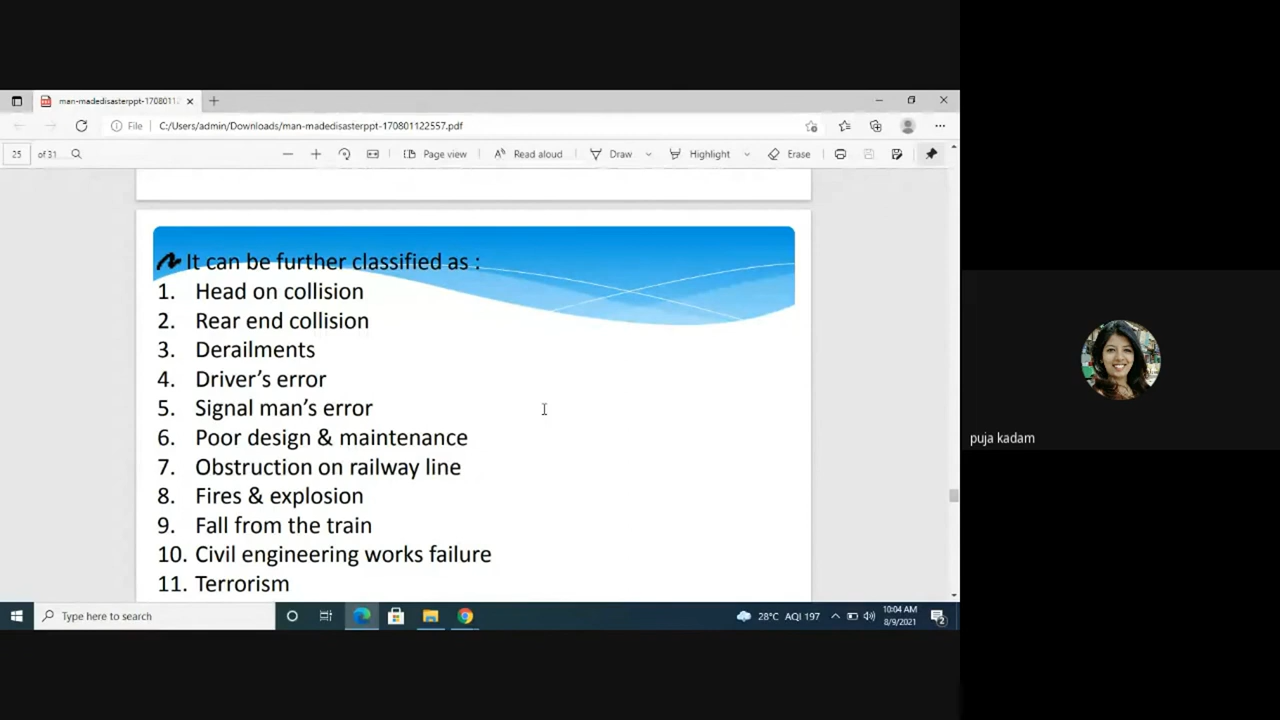 man-madedisasterppt-1708011
File
C:/Users/admin/Downloads/man-madedisasterppt-170801122557.pdf
25 of 31
Page view
Read aloud
Draw
Highlight
Erase
It can be further classified as :
1. Head on collision
2. Rear end collision
3. Derailments
4. Driver’s error
5. Signal man’s error
6. Poor design & maintenance
7. Obstruction on railway line
8. Fires & explosion
9. Fall from the train
10. Civil engineering works failure
11. Terrorism
puja kadam
Type here to search
28°C AQI 197
10:04 AM
8/9/2021
2